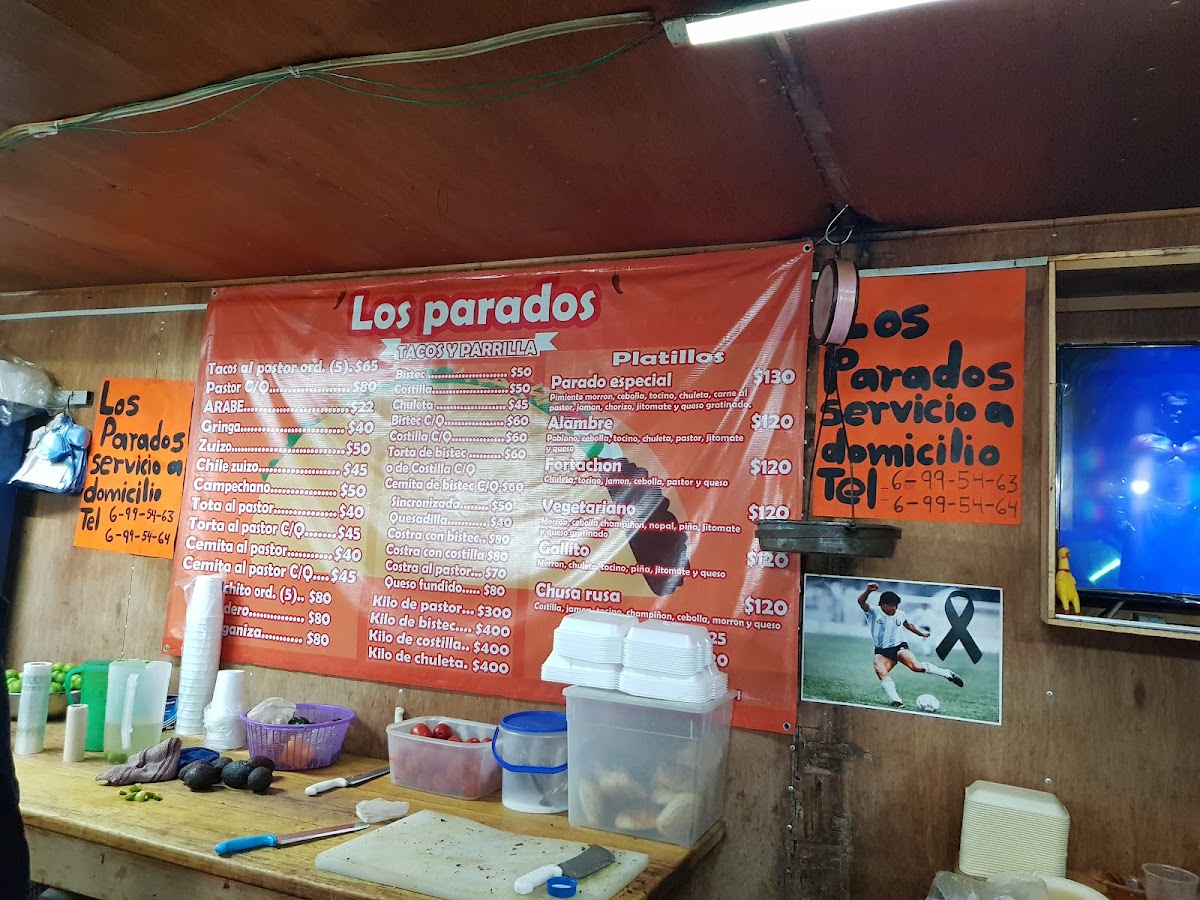 Los parados
TACOS Y PARRILLA
Tacos al pastor ord. (5).$65
Pastor C/Q.................... $80
ARABE.......................... $22
Gringa.......................... $40
Zuizo............................ $50
Chile zuizo.................... $45
Campechano................ $50
Tota al pastor................ $40
Torta al pastor C/Q........ $45
Cemita al pastor........... $40
Cemita al pastor C/Q.... $45
chito ord. (5).. $80
dero............ $80
ganiza............ $80
Bistec........................... $50
Costilla......................... $50
Chuleta ....................... $45
Bistec C/Q.................... $60
Costilla C/Q.................. $60
Torta de bistec ............ $60
o de Costilla C/Q
Cemita de bistec C/Q $60
Sincronizada....... $50
Quesadilla.......... $40
Costra con bistec.. $80
Costra con costilla $80
Costra al pastor... $70
Queso fundido..... $80
Kilo de pastor... $300
Kilo de bistec.... $400
Kilo de costilla.. $400
Kilo de chuleta. $400
Platillos
Parado especial $130
Pimiento morron, cebolla, tocino, chuleta, carne al
pastor, jamon, chorizo, jitomate y queso gratinado.
Alambre $120
Poblano, cebolla, tocino, chuleta, pastor, jitomate
y queso
Fortachon $120
Chuleta, tocino, jamon, cebolla, pastor y queso
Vegetariano $120
Morron, cebolla champiñon, nopal, piña, jitomate
y queso gratinado
Gallito $120
Morron, chuleta, tocino, piña, jitomate y queso
Chusa rusa $120
Costilla, jamon, tocino, champiñon, cebolla, morron y queso
25
Los
Parados
servicio a
domicilio
Tel 6-99-54-63
6-99-54-64
Los
Parados
servicio a
domicilio
Tel 6-99-54-63
6-99-54-64